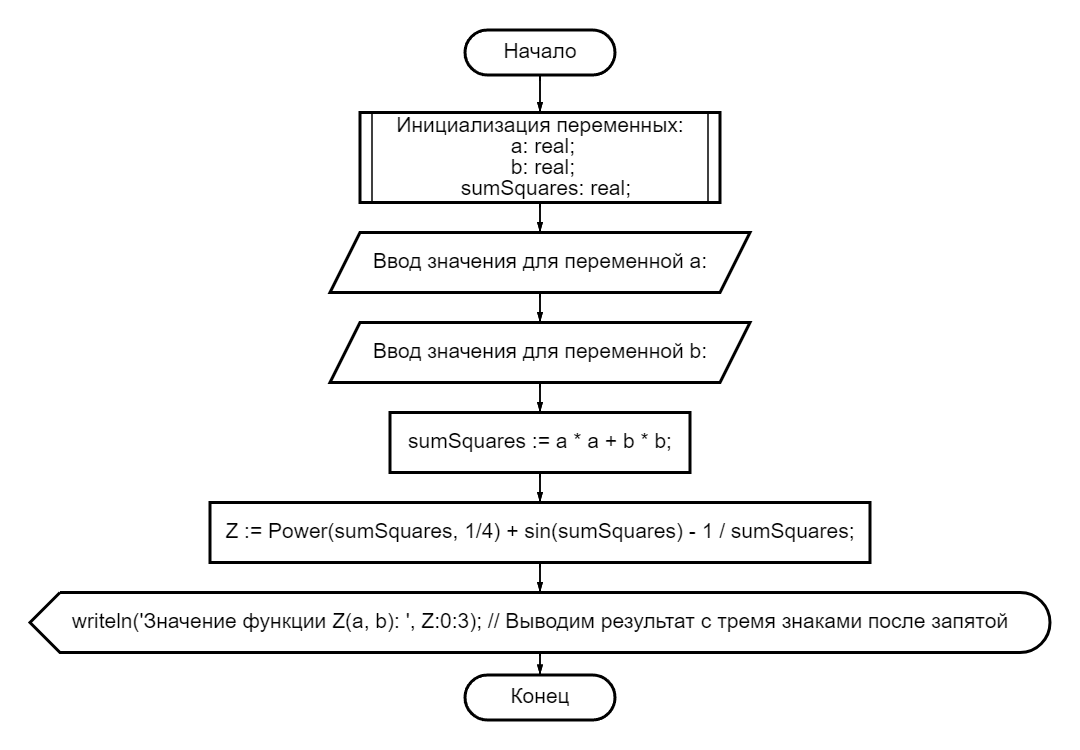 Начало
Инициализация переменных:
a: real;
b: real;
sumSquares: real;
Ввод значения для переменной a:
Ввод значения для переменной b:
sumSquares := a * a + b * b;
Z := Power(sumSquares, 1/4) + sin(sumSquares) - 1 / sumSquares;
writeln('Значение функции Z(a, b): ', Z:0:3); // Выводим результат с тремя знаками после запятой
Конец